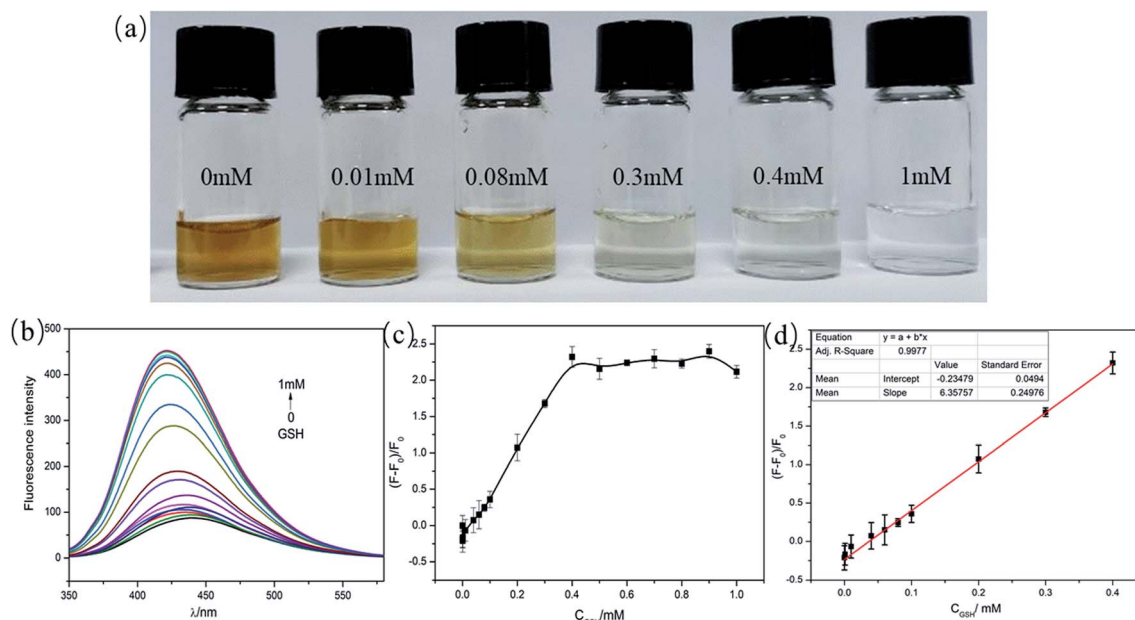 (a)
0mM
0.01mM
0.08mM
0.3mM
0.4mM
1mM
(b)
500
400
300
200
100
0
Fluorescence intensity
350
400
450
500
550
λ/nm
1mM
0
GSH
(c)
2.5
2.0
1.5
1.0
0.5
0.0
-0.5
(F-F₀)/F₀
0.0
0.2
0.4
0.6
0.8
1.0
/mM
(d)
2.5
2.0
1.5
1.0
0.5
0.0
-0.5
(F-F₀)/F₀
Equation y = a + b*x
Adj. R-Square 0.9977
Value Standard Error
Mean Intercept -0.23479 0.0494
Mean Slope 6.35757 0.24976
0.0
0.1
0.2
0.3
0.4
C_GSH/ mM